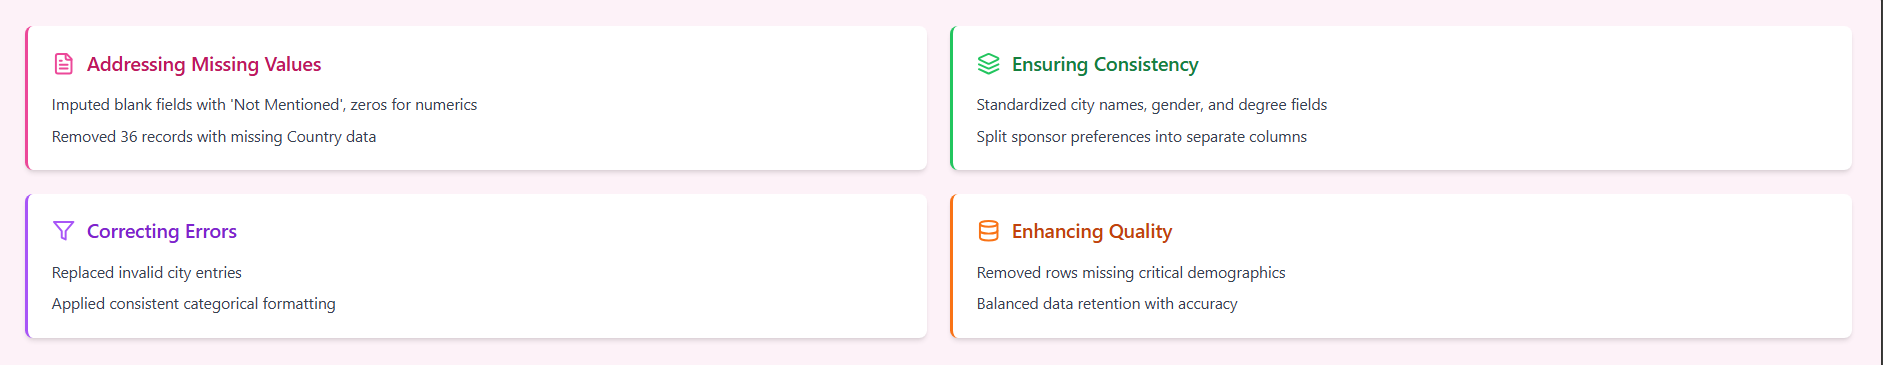 Addressing Missing Values
Imputed blank fields with 'Not Mentioned', zeros for numerics
Removed 36 records with missing Country data
Ensuring Consistency
Standardized city names, gender, and degree fields
Split sponsor preferences into separate columns
Correcting Errors
Replaced invalid city entries
Applied consistent categorical formatting
Enhancing Quality
Removed rows missing critical demographics
Balanced data retention with accuracy